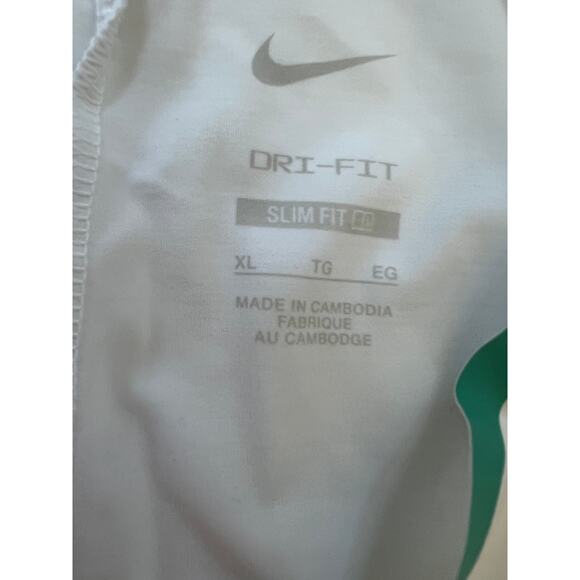 DRI-FIT
SLIM FIT
XL TG EG
MADE IN CAMBODIA
FABRIQUE
AU CAMBODGE